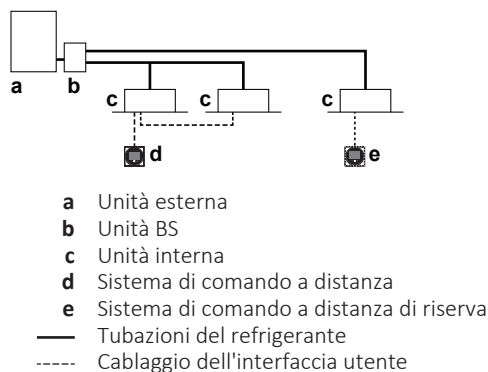 a
b
c
c
c
d
e
a Unità esterna
b Unità BS
c Unità interna
d Sistema di comando a distanza
e Sistema di comando a distanza di riserva
Tubazioni del refrigerante
Cablaggio dell'interfaccia utente